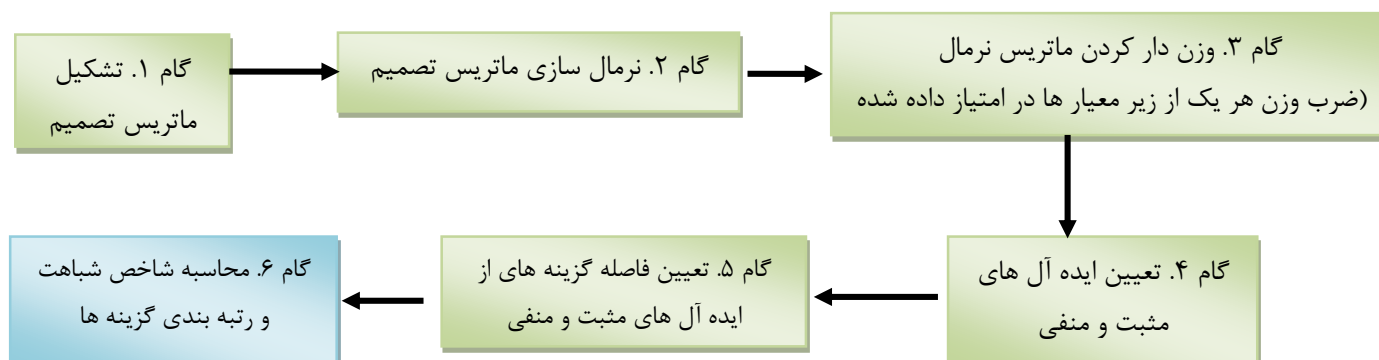 گام ۱. تشکیل
ماتریس تصمیم
گام ۲. نرمال سازی ماتریس تصمیم
گام ۳. وزن دار کردن ماتریس نرمال
(ضرب وزن هر یک از زیر معیار ها در امتیاز داده شده
گام ۴. تعیین ایده آل های
مثبت و منفی
گام ۵. تعیین فاصله گزینه های از
ایده آل های مثبت و منفی
گام ۶. محاسبه شاخص شباهت
و رتبه بندی گزینه ها